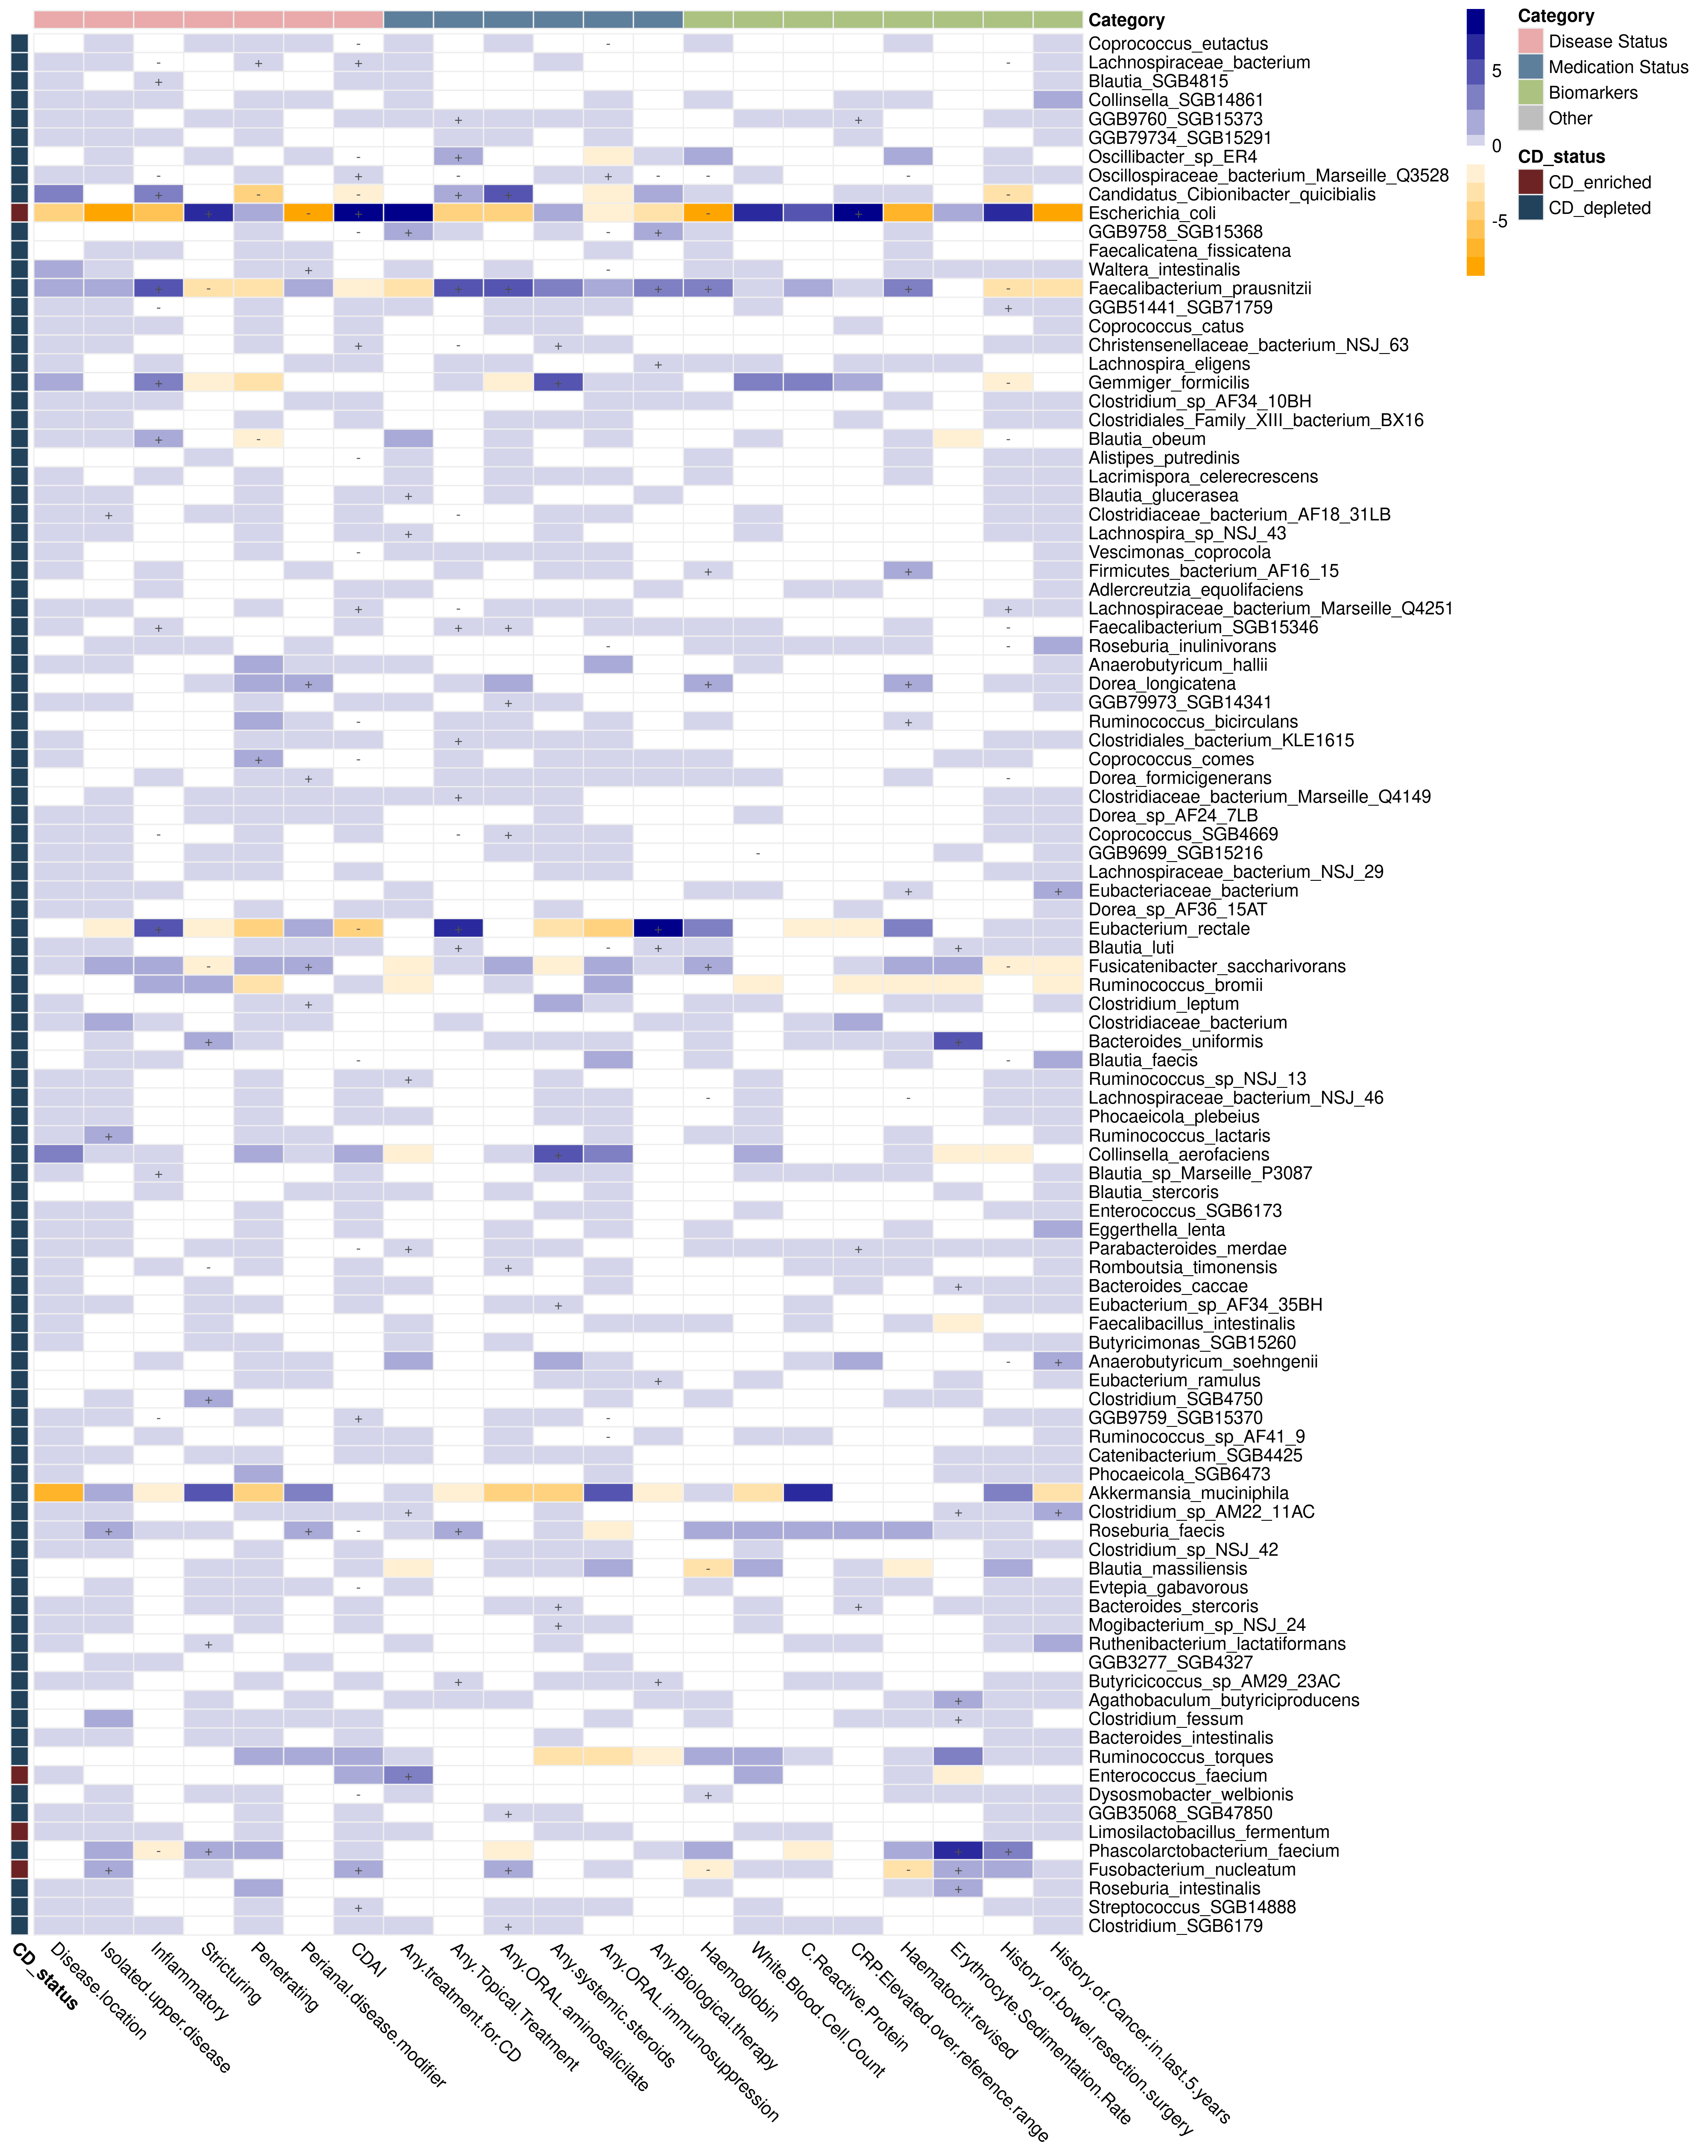 Category
Coprococcus_eutactus
Lachnospiraceae_bacterium
Blautia_SGB4815
Collinsella_SGB14861
GGB9760_SGB15373
GGB79734_SGB15291
Oscillibacter_sp_ER4
Oscillospiraceae_bacterium_Marseille_Q3528
Candidatus_Cibionibacter_quicibialis
Escherichia_coli
GGB9758_SGB15368
Faecalicatena_fissicatena
Waltera_intestinalis
Faecalibacterium_prausnitzii
GGB51441_SGB71759
Coprococcus_catus
Christensenellaceae_bacterium_NSJ_63
Lachnospira_eligens
Gemmiger_formicilis
Clostridium_sp_AF34_10BH
Clostridiales_Family_XIII_bacterium_BX16
Blautia_obeum
Alistipes_putredinis
Lacrimispora_celerecrescens
Blautia_glucerasea
Clostridiaceae_bacterium_AF18_31LB
Lachnospira_sp_NSJ_43
Vescimonas_coprocola
Firmicutes_bacterium_AF16_15
Adlercreutzia_equolifaciens
Lachnospiraceae_bacterium_Marseille_Q4251
Faecalibacterium_SGB15346
Roseburia_inulinivorans
Anaerobutyricum_hallii
Dorea_longicatena
GGB79973_SGB14341
Ruminococcus_bicirculans
Clostridiales_bacterium_KLE1615
Coprococcus_comes
Dorea_formicigenerans
Clostridiaceae_bacterium_Marseille_Q4149
Dorea_sp_AF24_7LB
Coprococcus_SGB4669
GGB9699_SGB15216
Lachnospiraceae_bacterium_NSJ_29
Eubacteriaceae_bacterium
Dorea_sp_AF36_15AT
Eubacterium_rectale
Blautia_luti
Fusicatenibacter_saccharivorans
Ruminococcus_bromii
Clostridium_leptum
Clostridiaceae_bacterium
Bacteroides_uniformis
Blautia_faecis
Ruminococcus_sp_NSJ_13
Lachnospiraceae_bacterium_NSJ_46
Phocaeicola_plebeius
Ruminococcus_lactaris
Collinsella_aerofaciens
Blautia_sp_Marseille_P3087
Blautia_stercoris
Enterococcus_SGB6173
Eggerthella_lenta
Parabacteroides_merdae
Romboutsia_timonensis
Bacteroides_caccae
Eubacterium_sp_AF34_35BH
Faecalibacillus_intestinalis
Butyricimonas_SGB15260
Anaerobutyricum_soehngenii
Eubacterium_ramulus
Clostridium_SGB4750
GGB9759_SGB15370
Ruminococcus_sp_AF41_9
Catenibacterium_SGB4425
Phocaeicola_SGB6473
Akkermansia_muciniphila
Clostridium_sp_AM22_11AC
Roseburia_faecis
Clostridium_sp_NSJ_42
Blautia_massiliensis
Evtepia_gabavorous
Bacteroides_stercoris
Mogibacterium_sp_NSJ_24
Ruthenibacterium_lactatiformans
GGB3277_SGB4327
Butyricicoccus_sp_AM29_23AC
Agathobaculum_butyriciproducens
Clostridium_fessum
Bacteroides_intestinalis
Ruminococcus_torques
Enterococcus_faecium
Dysosmobacter_welbionis
GGB35068_SGB47850
Limosilactobacillus_fermentum
Phascolarctobacterium_faecium
Fusobacterium_nucleatum
Roseburia_intestinalis
Streptococcus_SGB14888
Clostridium_SGB6179
CD_status
Disease.location
Isolated.upper.disease
Inflammatory
Stricturing
Penetrating
Perianal.disease.modifier
CDAI
Any.treatment.for.CD
Any.Topical.Treatment
Any.ORAL.aminosalicilate
Any.systemic.steroids
Any.ORAL.immunosuppression
Any.Biological.therapy
Haemoglobin
White.Blood.Cell.Count
C.Reactive.Protein
CRP.Elevated.over.reference.range
Haematocrit.revised
Erythrocyte.Sedimentation.Rate
History.of.bowel.resection.surgery
History.of.Cancer.in.last.5.years
5
0
-5
Category
Disease Status
Medication Status
Biomarkers
Other
CD_status
CD_enriched
CD_depleted